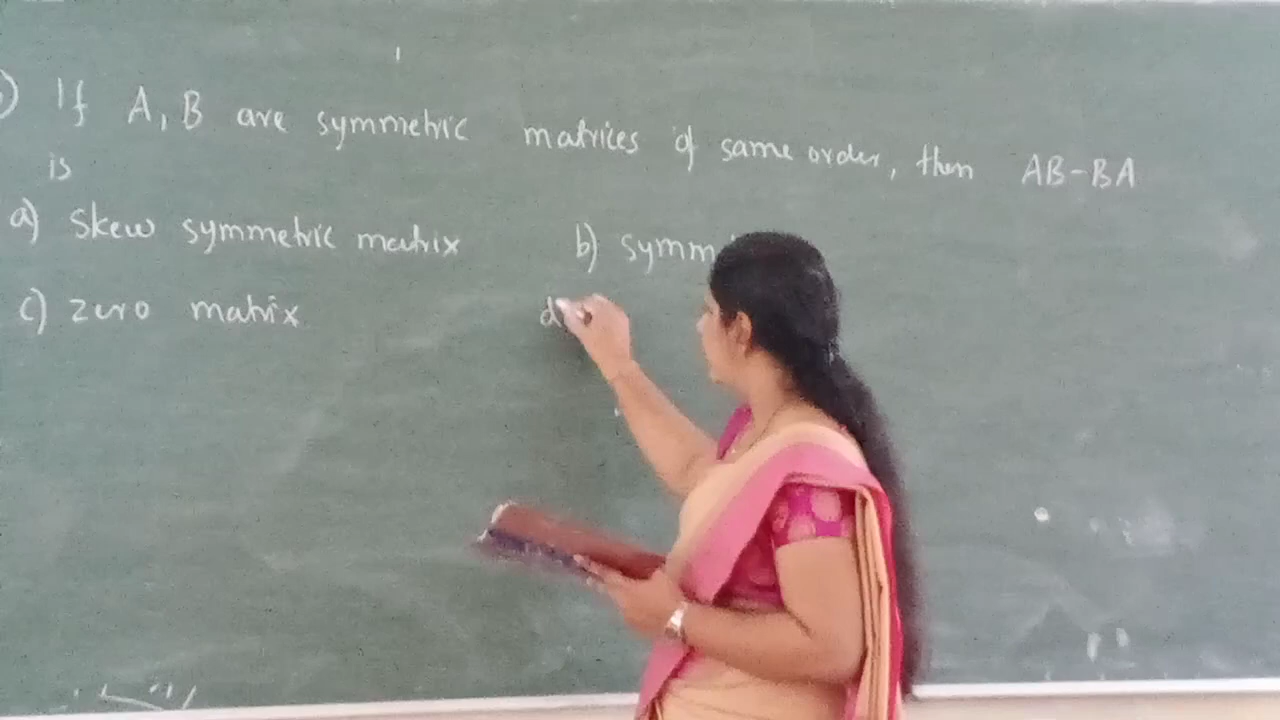 ) If A, B are symmetric matrices of same order, then AB-BA
is
a) Skew symmetric matrix b) symm
c) zero matrix d